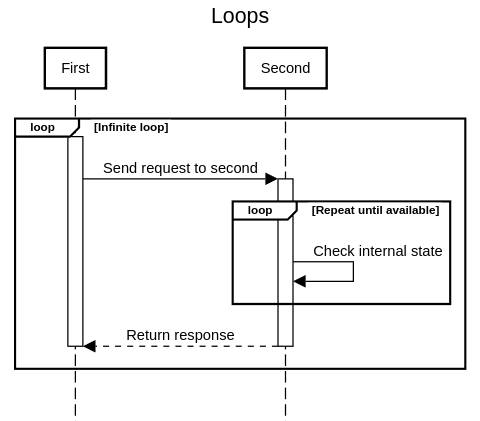 Loops
First
Second
loop
[Infinite loop]
Send request to second
loop
[Repeat until available]
Check internal state
Return response